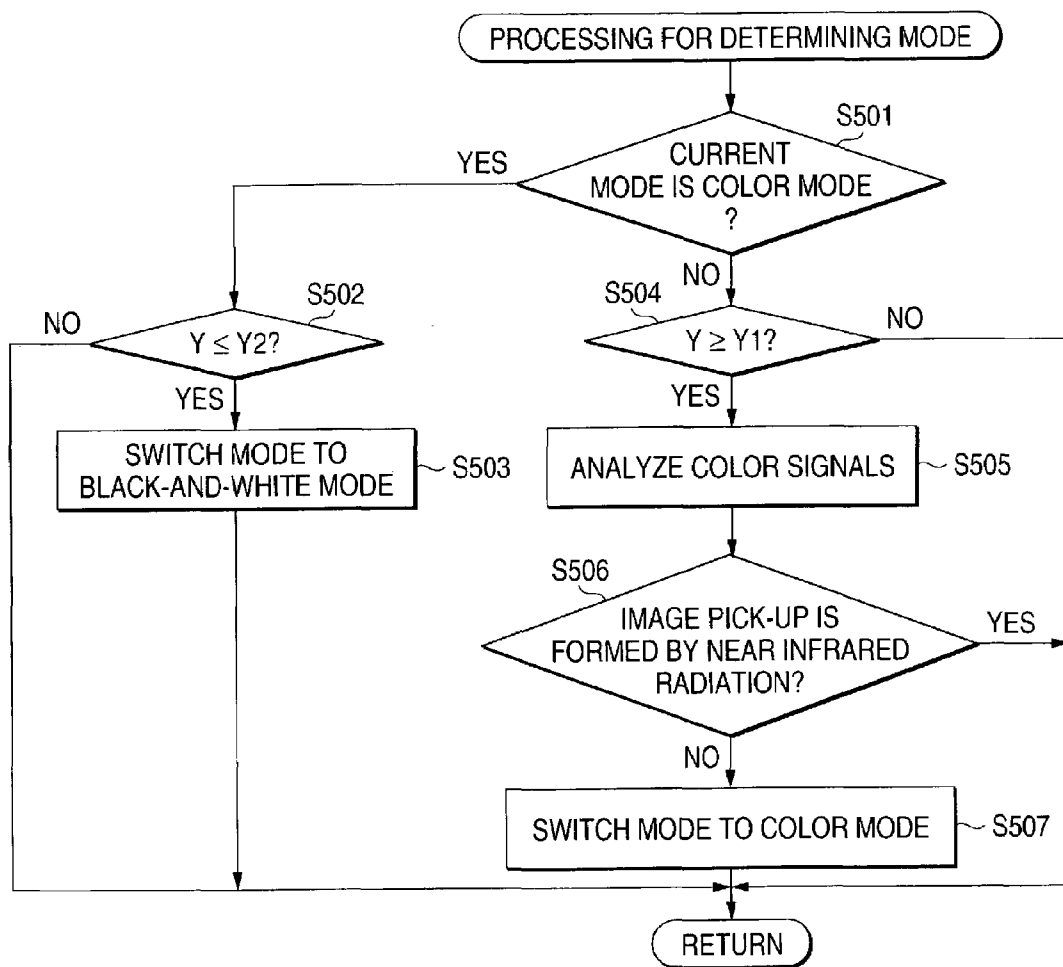 PROCESSING FOR DETERMINING MODE
S501
CURRENT
MODE IS COLOR MODE
?
YES
NO
S502
NO
Y ≤ Y2?
YES
SWITCH MODE TO
BLACK-AND-WHITE MODE
S503
S504
Y ≥ Y1?
NO
YES
ANALYZE COLOR SIGNALS
S505
S506
IMAGE PICK-UP IS
FORMED BY NEAR INFRARED
RADIATION?
YES
NO
SWITCH MODE TO COLOR MODE
S507
RETURN